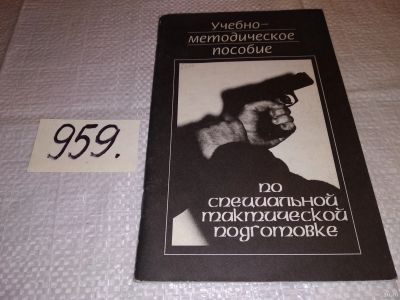 Учебно-
методическое
пособие
959.
по
специальной
тактической
подготовке